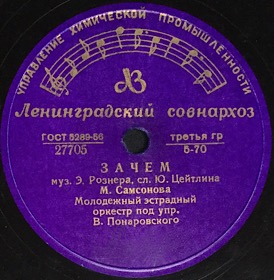 УПРАВЛЕНИЕ ХИМИЧЕСКОЙ ПРОМЫШЛЕННОСТИ
Ленинградский совнархоз
ГОСТ 5289-56 третья гр
27705 5-70
ЗАЧЕМ
муз. Э. Рознера, сл. Ю. Цейтлина
М. Самсонова
Молодежный эстрадный
оркестр под упр.
В. Понаровского